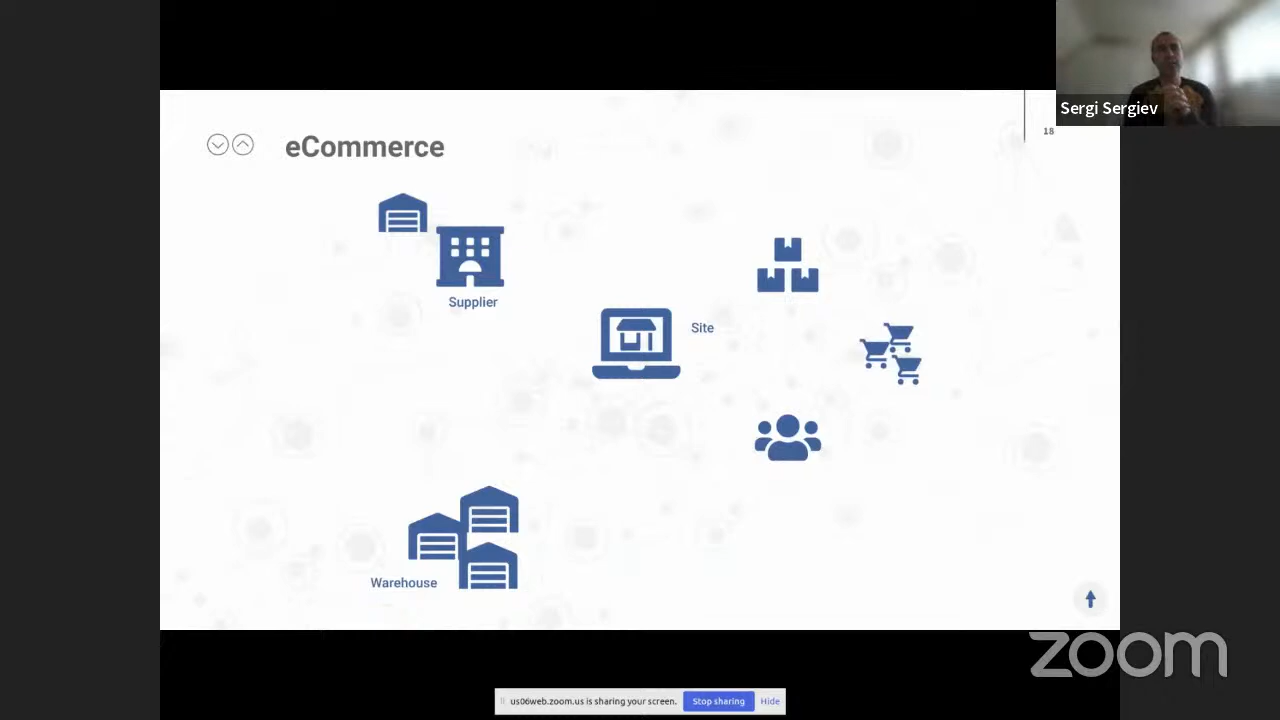 Sergi Sergiev
18
eCommerce
Supplier
Site
Warehouse
zoom
us06web.zoom.us is sharing your screen.
Stop sharing
Hide